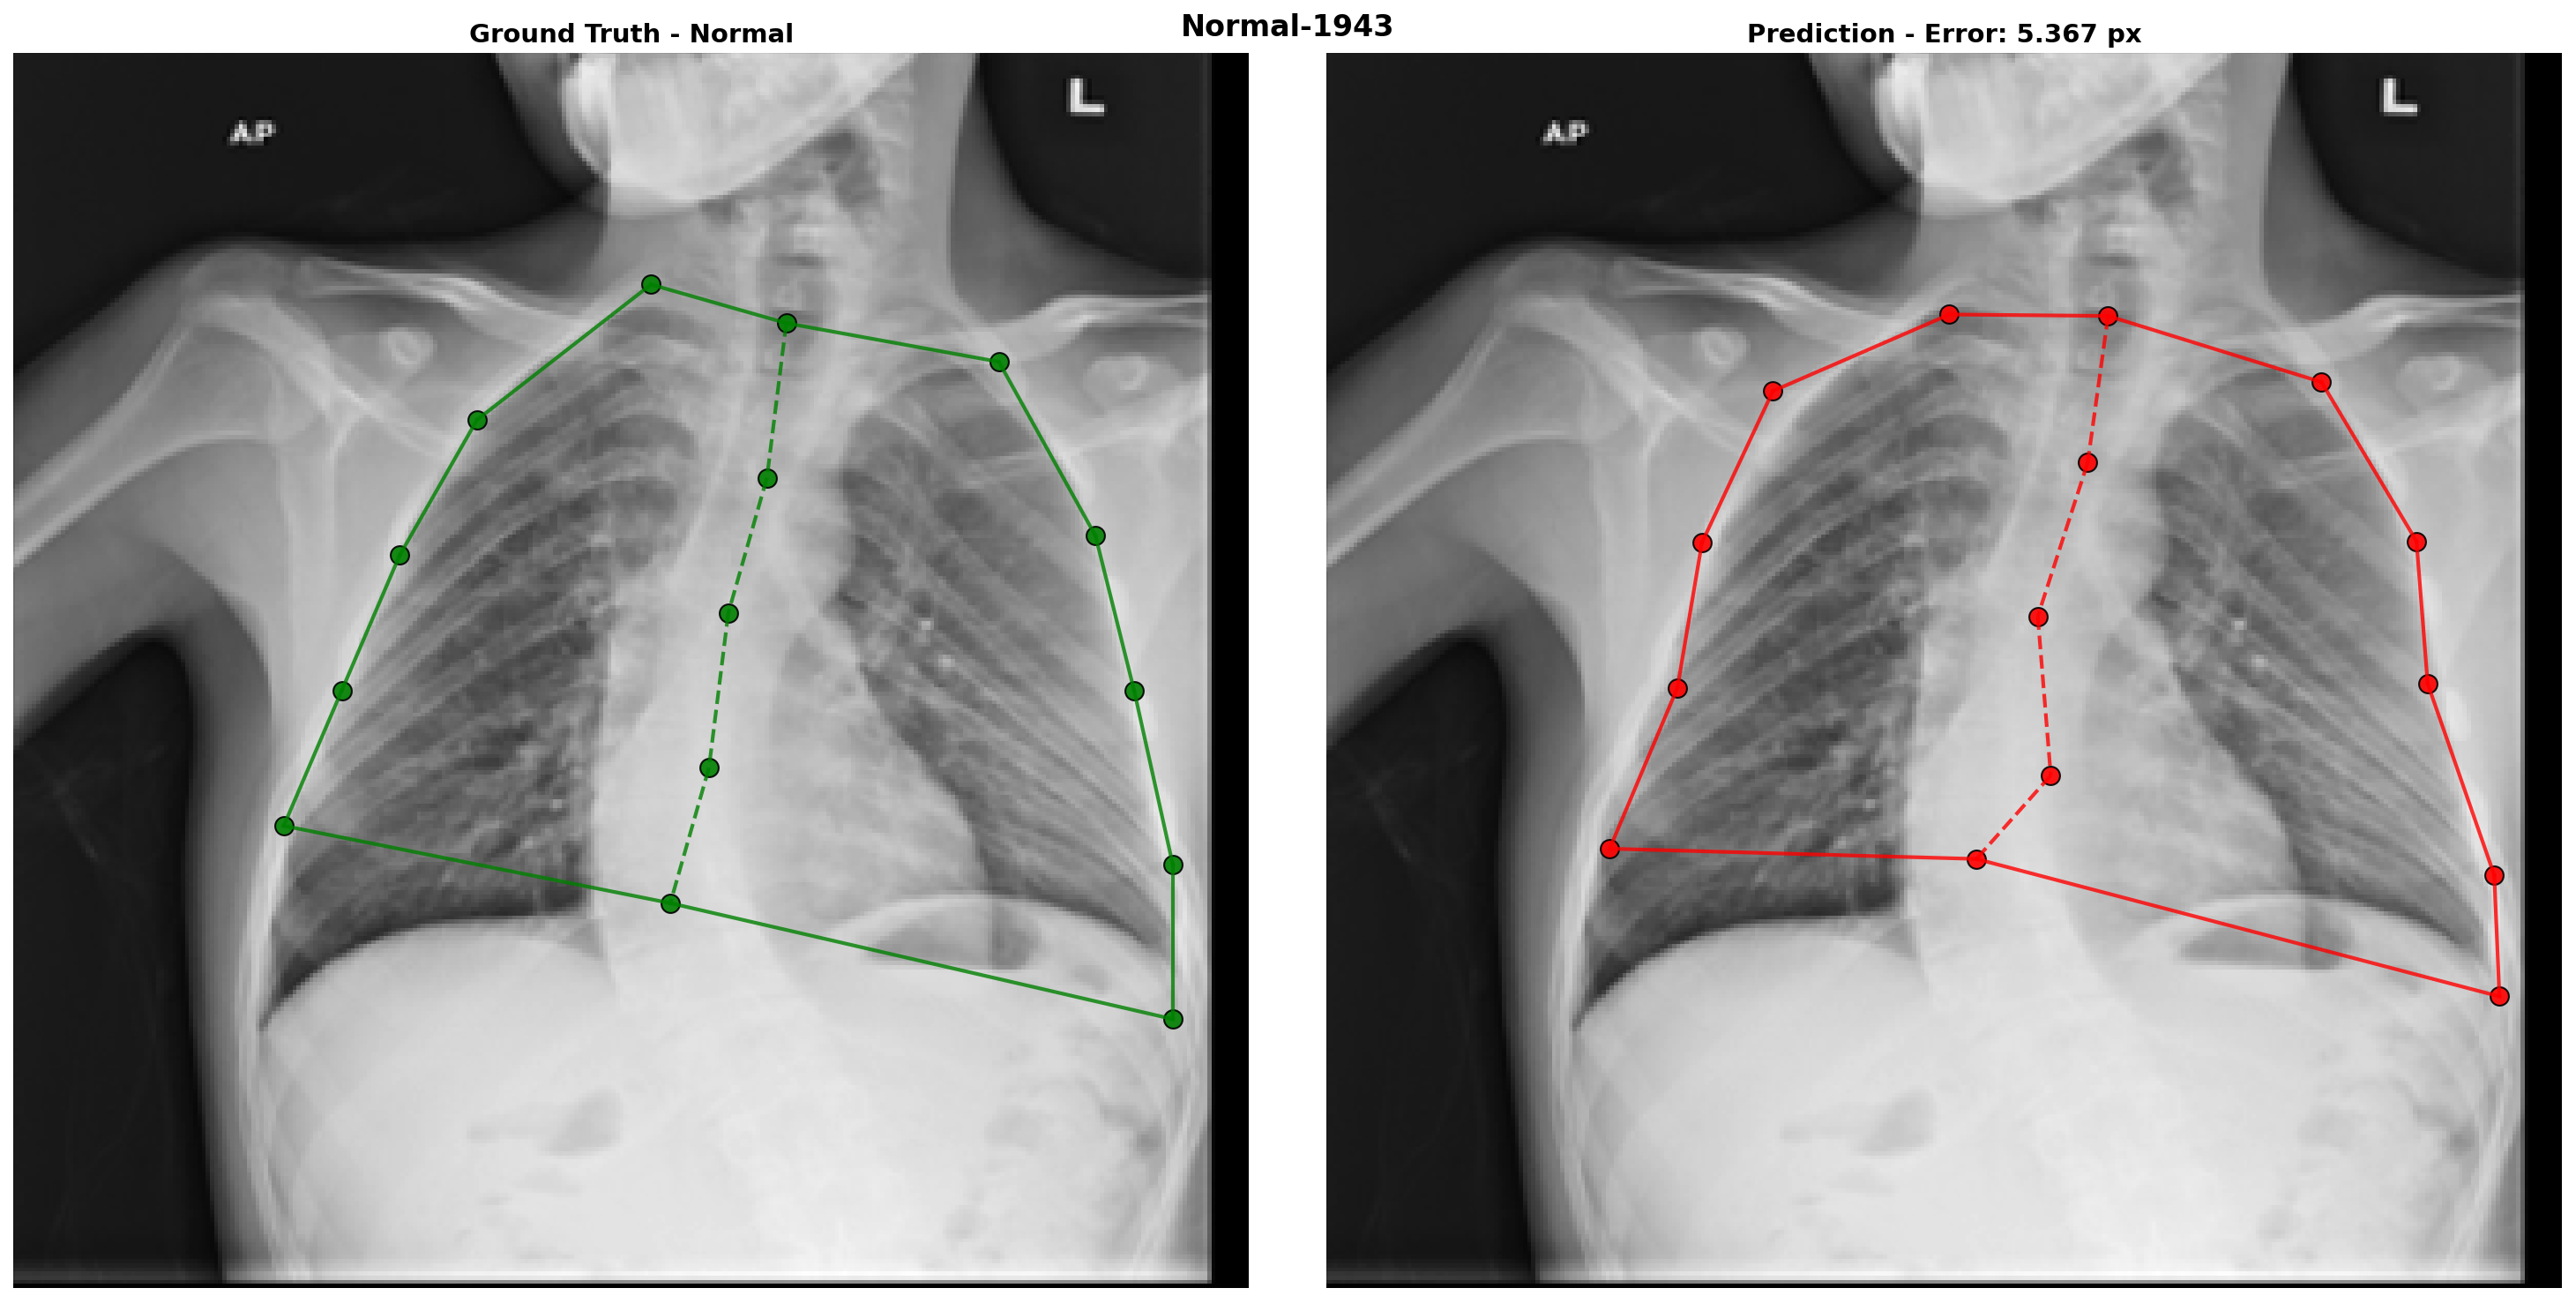 Normal-1943
Ground Truth - Normal
Prediction - Error: 5.367 px
AP
L
AP
L